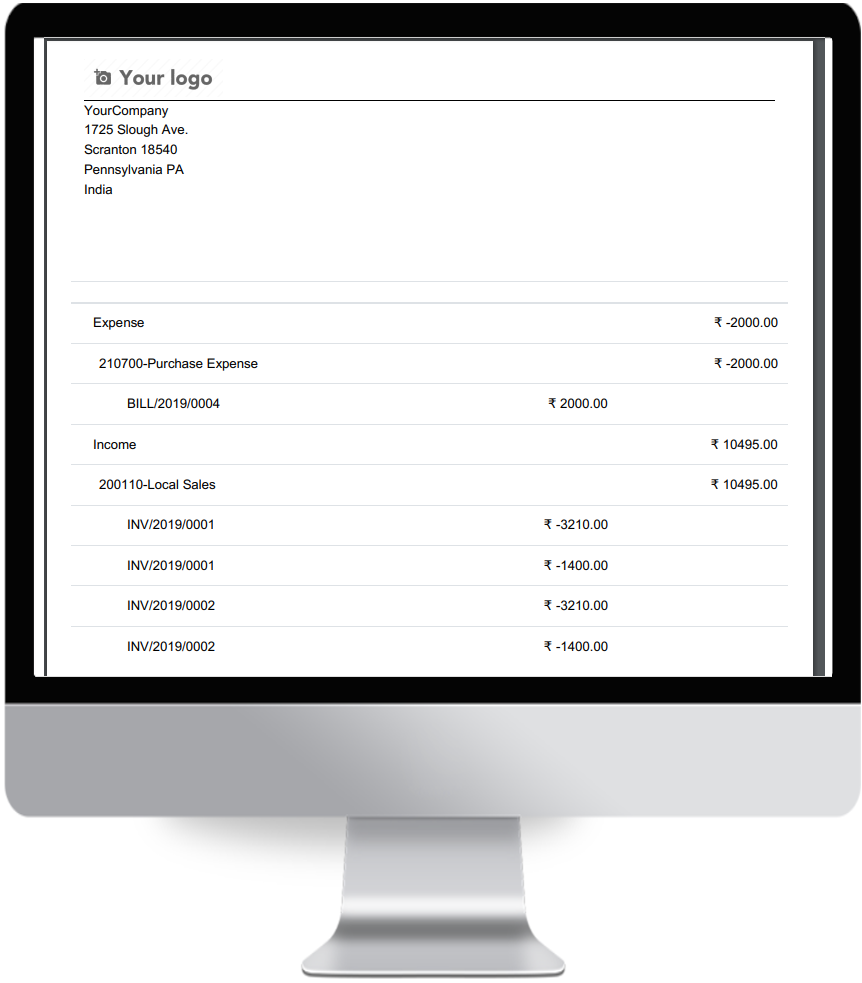 Your logo
YourCompany
1725 Slough Ave.
Scranton 18540
Pennsylvania PA
India
Expense ₹ -2000.00
210700-Purchase Expense ₹ -2000.00
BILL/2019/0004 ₹ 2000.00
Income ₹ 10495.00
200110-Local Sales ₹ 10495.00
INV/2019/0001 ₹ -3210.00
INV/2019/0001 ₹ -1400.00
INV/2019/0002 ₹ -3210.00
INV/2019/0002 ₹ -1400.00